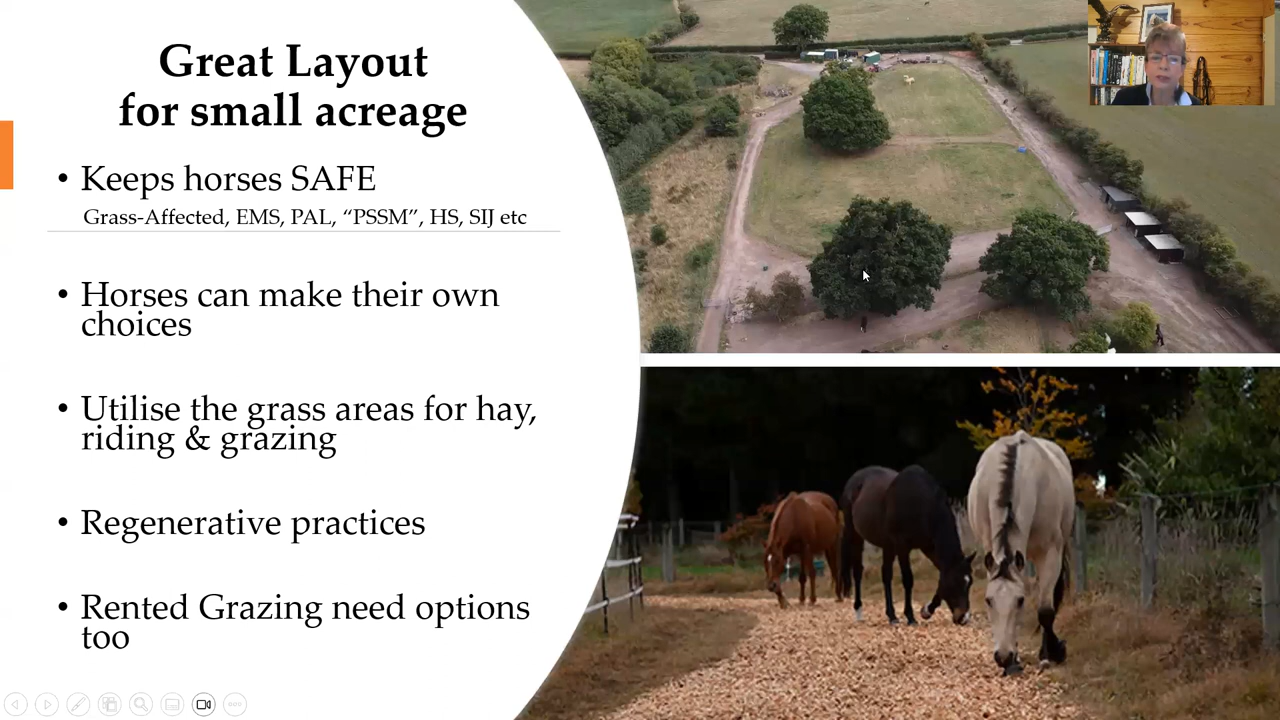 Great Layout
for small acreage
• Keeps horses SAFE
Grass-Affected, EMS, PAL, “PSSM”, HS, SIJ etc
• Horses can make their own
choices
• Utilise the grass areas for hay,
riding & grazing
• Regenerative practices
• Rented Grazing need options
too